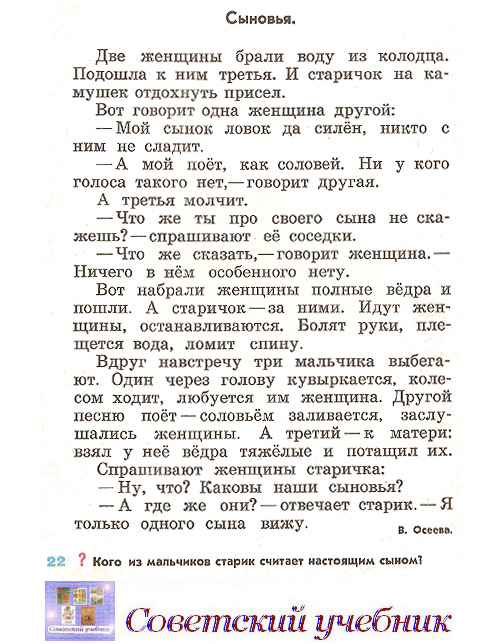 Сыновья.
Две женщины брали воду из колодца.
Подошла к ним третья. И старичок на ка-
мушек отдохнуть присел.
Вот говорит одна женщина другой:
— Мой сынок ловок да силён, никто с
ним не сладит.
— А мой поёт, как соловей. Ни у кого
голоса такого нет,— говорит другая.
А третья молчит.
— Что же ты про своего сына не ска-
жешь? — спрашивают её соседки.
— Что же сказать,— говорит женщина.—
Ничего в нём особенного нету.
Вот набрали женщины полные вёдра и
пошли. А старичок — за ними. Идут жен-
щины, останавливаются. Болят руки, пле-
щется вода, ломит спину.
Вдруг навстречу три мальчика выбега-
ют. Один через голову кувыркается, коле-
сом ходит, любуется им женщина. Другой
песню поёт — соловьём заливается, заслу-
шались женщины. А третий — к матери:
взял у неё вёдра тяжёлые и потащил их.
Спрашивают женщины старичка:
— Ну, что? Каковы наши сыновья?
— А где же они? — отвечает старик.— Я
только одного сына вижу.
В. Осеева.
22 ? Кого из мальчиков старик считает настоящим сыном?
Советский учебник
Советский учебник